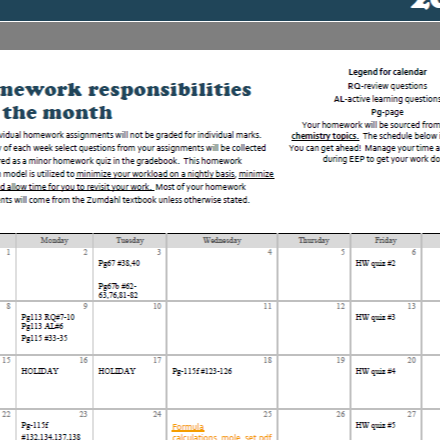 nework responsibilities
the month
vidual homework assignments will not be graded for individual marks.
of each week select questions from your assignments will be collected
red as a minor homework quiz in the gradebook. This homework
model is utilized to minimize your workload on a nightly basis, minimize
d allow time for you to revisit your work. Most of your homework
nts will come from the Zumdahl textbook unless otherwise stated.
Legend for calendar
RQ-review questions
AL-active learning questions
Pg-page
Your homework will be sourced from
chemistry topics. The schedule below i
You can get ahead! Manage your time a
during EEP to get your work do
Monday Tuesday Wednesday Thursday Friday
1 2 3 4 5 6
Pg67 #38,40
Pg67b #62-
63,76,81-82
HW quiz #2
8 9 10 11 12 13
Pg113 RQ#7-10
Pg113 AL#6
Pg115 #33-35
HW quiz #3
15 16 17 18 19 20
HOLIDAY HOLIDAY Pg-115f #123-126 HW quiz #4
22 23 24 25 26 27
Pg-115f
#132,134,137,138
Formula
calculations, mole, set.pdf
HW quiz #5